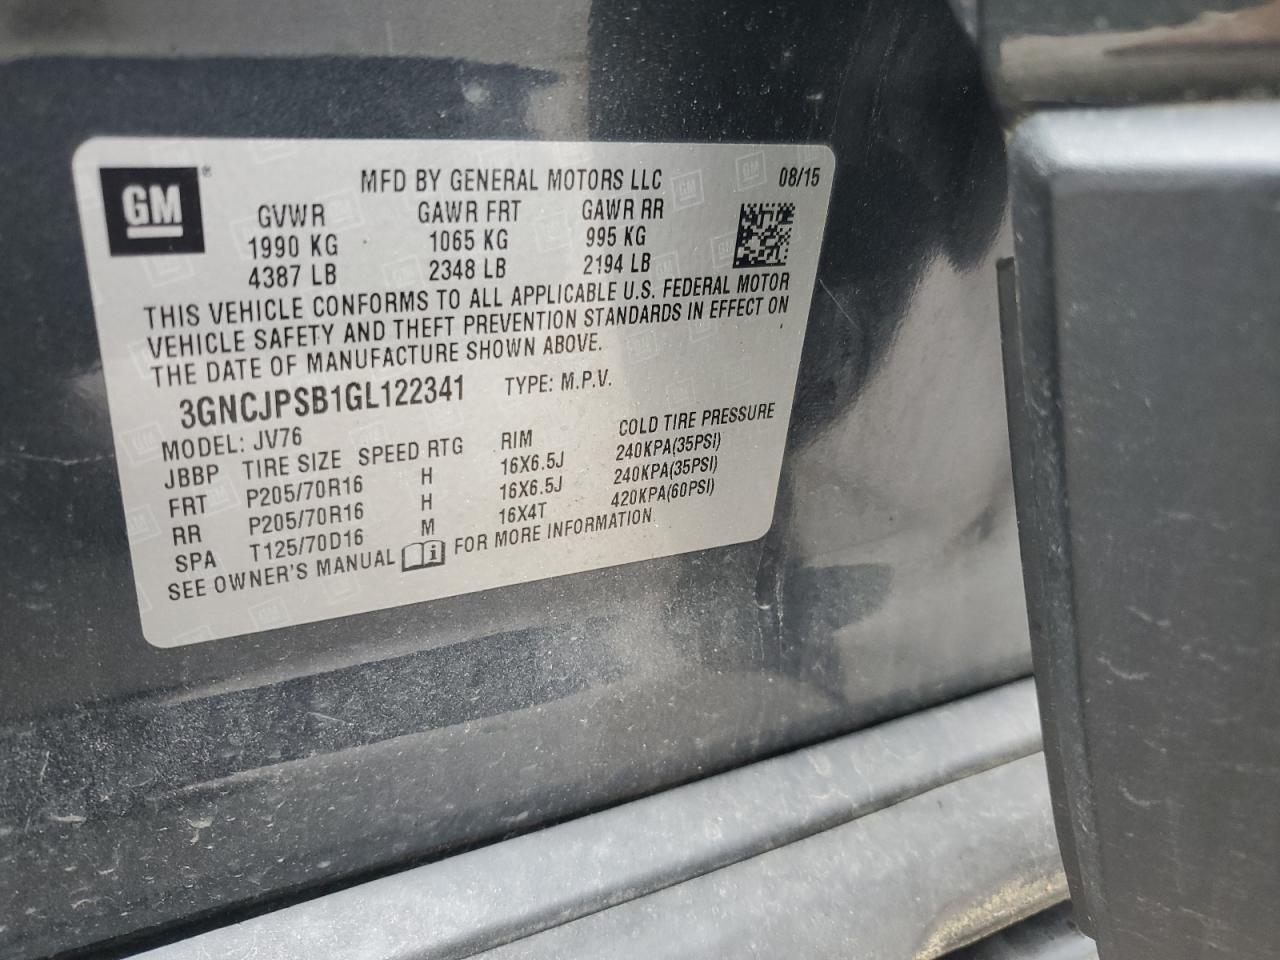 GM ® MFD BY GENERAL MOTORS LLC 08/15
GVWR GAWR FRT GAWR RR
1990 KG 1065 KG 995 KG
4387 LB 2348 LB 2194 LB
THIS VEHICLE CONFORMS TO ALL APPLICABLE U.S. FEDERAL MOTOR
VEHICLE SAFETY AND THEFT PREVENTION STANDARDS IN EFFECT ON
THE DATE OF MANUFACTURE SHOWN ABOVE.
3GNCJPSB1GL122341 TYPE: M.P.V.
MODEL: JV76
JBBP TIRE SIZE SPEED RTG RIM COLD TIRE PRESSURE
FRT P205/70R16 H 16X6.5J 240KPA(35PSI)
RR P205/70R16 H 16X6.5J 240KPA(35PSI)
SPA T125/70D16 M 16X4T 420KPA(60PSI)
SEE OWNER'S MANUAL FOR MORE INFORMATION